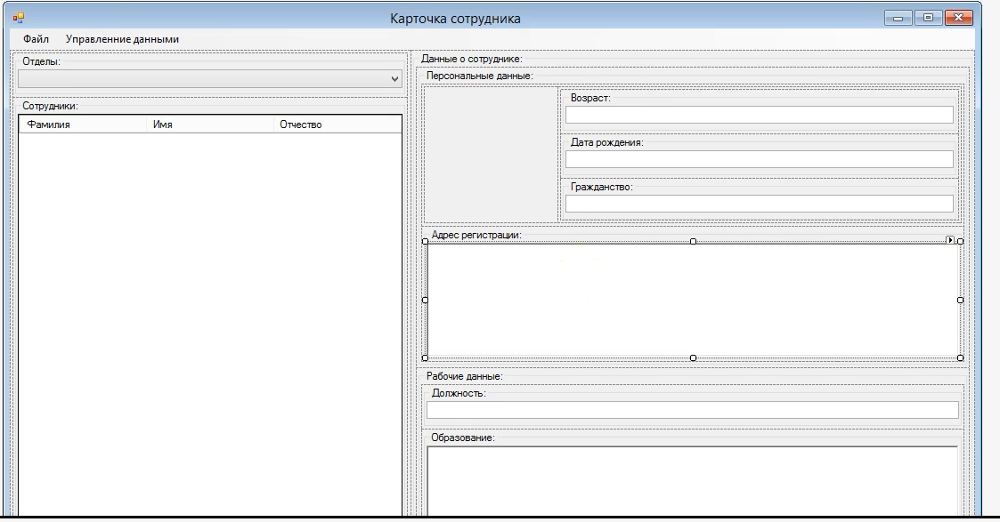 Карточка сотрудника
Файл Управленние данными
Отделы:
Сотрудники:
Фамилия Имя Отчество
Данные о сотруднике:
Персональные данные:
Возраст:
Дата рождения:
Гражданство:
Адрес регистрации:
Рабочие данные:
Должность:
Образование: